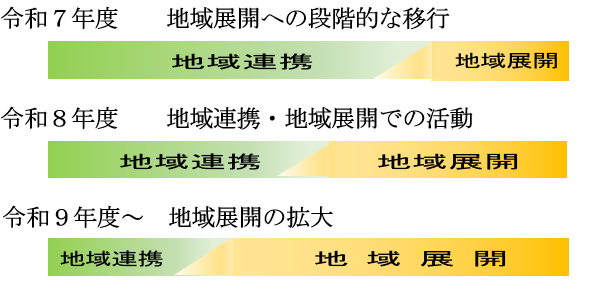 令和７年度　　地域展開への段階的な移行
地域連携　地域展開
令和８年度　　地域連携・地域展開での活動
地域連携　地域展開
令和９年度～　地域展開の拡大
地域連携　地域展開